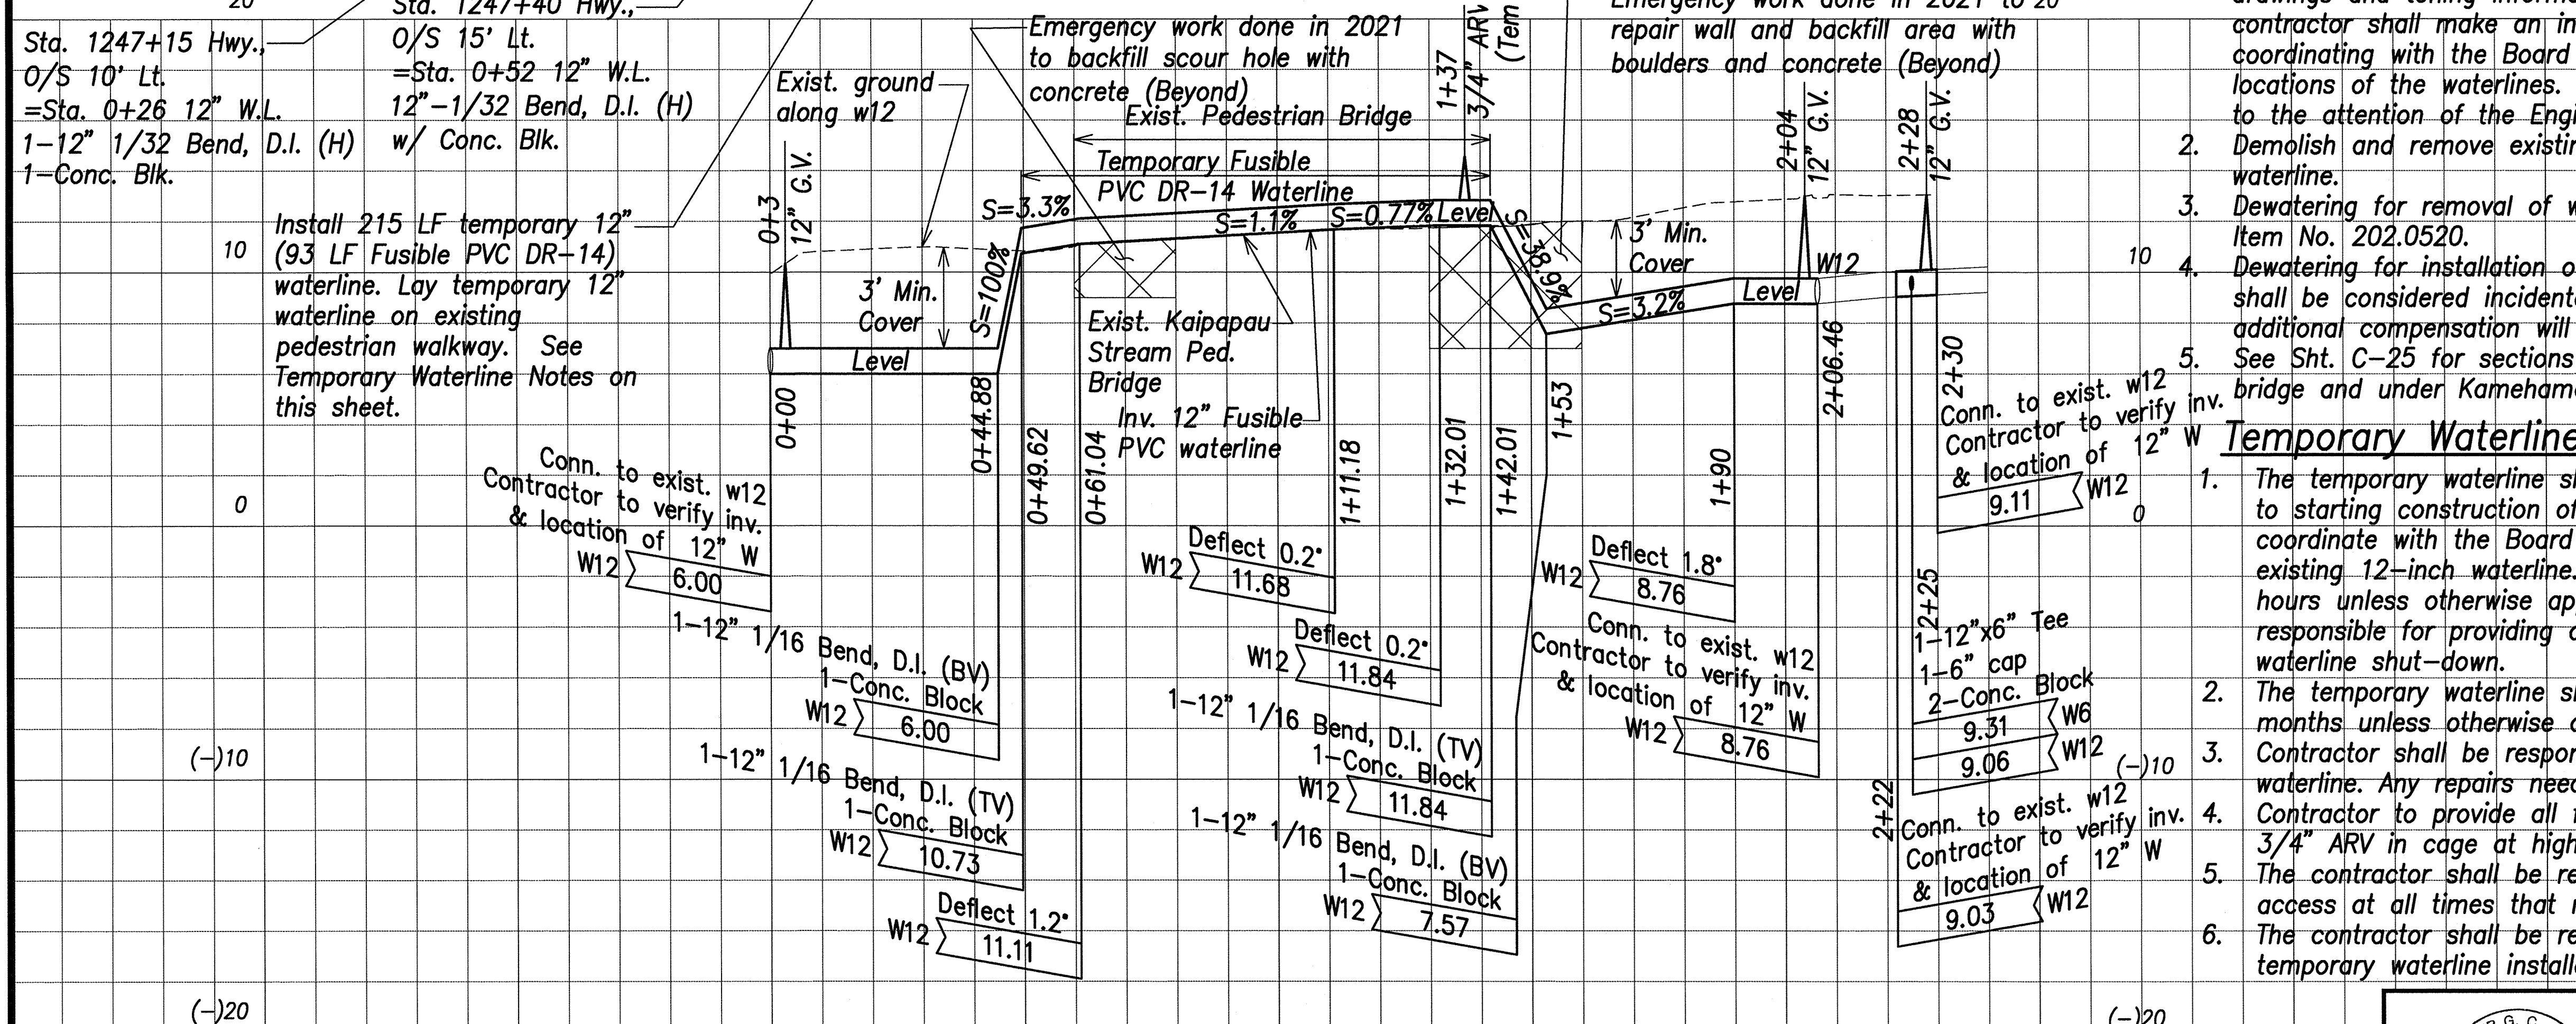 20
Sta. 1247+15 Hwy.,
O/S 10' Lt.
=Sta. 0+26 12" W.L.
1-12" 1/32 Bend, D.I. (H)
1-Conc. Blk.
Sta. 1247+40 Hwy.,
O/S 15' Lt.
=Sta. 0+52 12" W.L.
12"-1/32 Bend, D.I. (H)
w/ Conc. Blk.
Install 215 LF temporary 12"
(93 LF Fusible PVC DR-14)
waterline. Lay temporary 12"
waterline on existing
pedestrian walkway. See
Temporary Waterline Notes on
this sheet.
10
0
(-)10
(-)20
Exist. ground
along w12
0+3
12" G.V.
Emergency work done in 2021
to backfill scour hole with
concrete (Beyond)
Exist. Pedestrian Bridge
Temporary Fusible
PVC DR-14 Waterline
1+37
3/4" ARV
(Tem
Emergency work done in 2021 to
repair wall and backfill area with
boulders and concrete (Beyond)
20
2+04
12" G.V.
2+28
12" G.V.
S=3.3%
S=1.1%
S=0.77%
Level
S=38.9%
S=100%
3' Min.
Cover
Level
3' Min.
Cover
S=3.2%
Level
W12
10
Exist. Kaipapau
Stream Ped.
Bridge
Inv. 12" Fusible
PVC waterline
0+00
0+44.88
0+49.62
0+61.04
1+11.18
1+32.01
1+42.01
1+53
1+90
2+06.46
2+30
2+25
2+22
Conn. to exist. w12
Contractor to verify inv.
& location of 12" W
W12 6.00
1-12" 1/16 Bend, D.I. (BV)
1-Conc. Block
W12 6.00
1-12" 1/16 Bend, D.I. (TV)
1-Conc. Block
W12 10.73
Deflect 1.2°
W12 11.11
Deflect 0.2°
W12 11.68
Deflect 0.2°
W12 11.84
1-12" 1/16 Bend, D.I. (TV)
1-Conc. Block
W12 11.84
1-12" 1/16 Bend, D.I. (BV)
1-Conc. Block
W12 7.57
Deflect 1.8°
W12 8.76
Conn. to exist. w12
Contractor to verify inv.
& location of 12" W
W12 8.76
Conn. to exist. w12
Contractor to verify inv.
& location of 12" W
9.11 W12
0
1-12"x6" Tee
1-6" cap
2-Conc. Block
9.31 W6
9.06 W12
(-)10
Conn. to exist. w12
Contractor to verify inv.
& location of 12" W
9.03 W12
(-)20
contractor shall make an in
coordinating with the Board
locations of the waterlines.
to the attention of the Engi
2. Demolish and remove existin
waterline.
3. Dewatering for removal of w
Item No. 202.0520.
4. Dewatering for installation o
shall be considered incident
additional compensation will
5. See Sht. C-25 for sections
bridge and under Kameham
Temporary Waterline
1. The temporary waterline s
to starting construction of
coordinate with the Board
existing 12-inch waterline.
hours unless otherwise ap
responsible for providing
waterline shut-down.
2. The temporary waterline s
months unless otherwise
3. Contractor shall be respon
waterline. Any repairs need
4. Contractor to provide all
3/4" ARV in cage at high
5. The contractor shall be re
access at all times that
6. The contractor shall be re
temporary waterline install